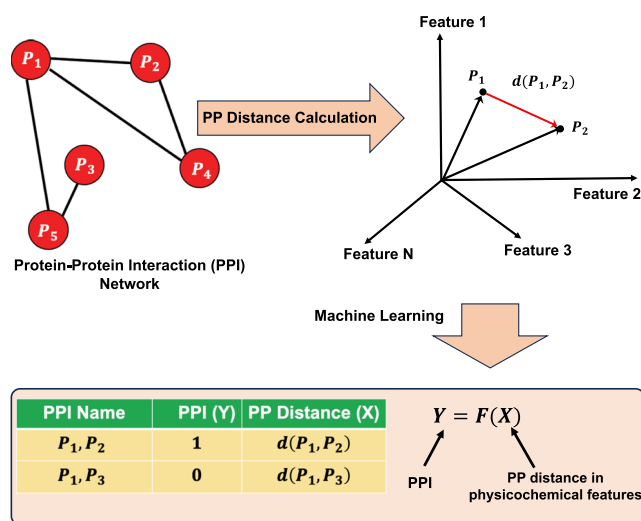 P₁
P₂
P₃
P₄
P₅
Protein-Protein Interaction (PPI)
Network
PP Distance Calculation
Feature 1
P₁
d(P₁, P₂)
P₂
Feature 2
Feature 3
Feature N
Machine Learning
PPI Name PPI (Y) PP Distance (X)
P₁, P₂ 1 d(P₁, P₂)
P₁, P₃ 0 d(P₁, P₃)
Y = F(X)
PPI
PP distance in
physicochemical features